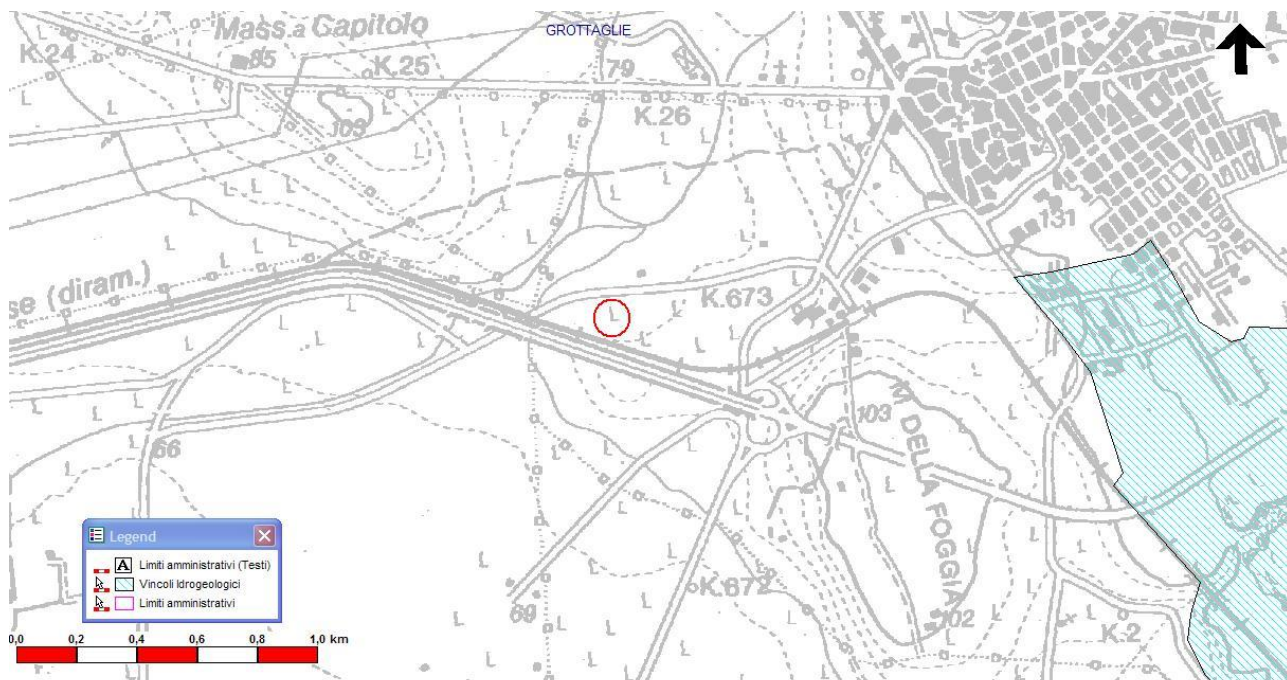 Mass.a Capitolo
GROTTAGLIE
K.24
95
K.25
79
103
K.26
131
se (diram.)
K.673
66
103
M. DELLA FOGGIA
Legend
A Limiti amministrativi (Testi)
Vincoli Idrogeologici
Limiti amministrativi
69
K.672
102
K.2
0,0 0,2 0,4 0,6 0,8 1,0 km